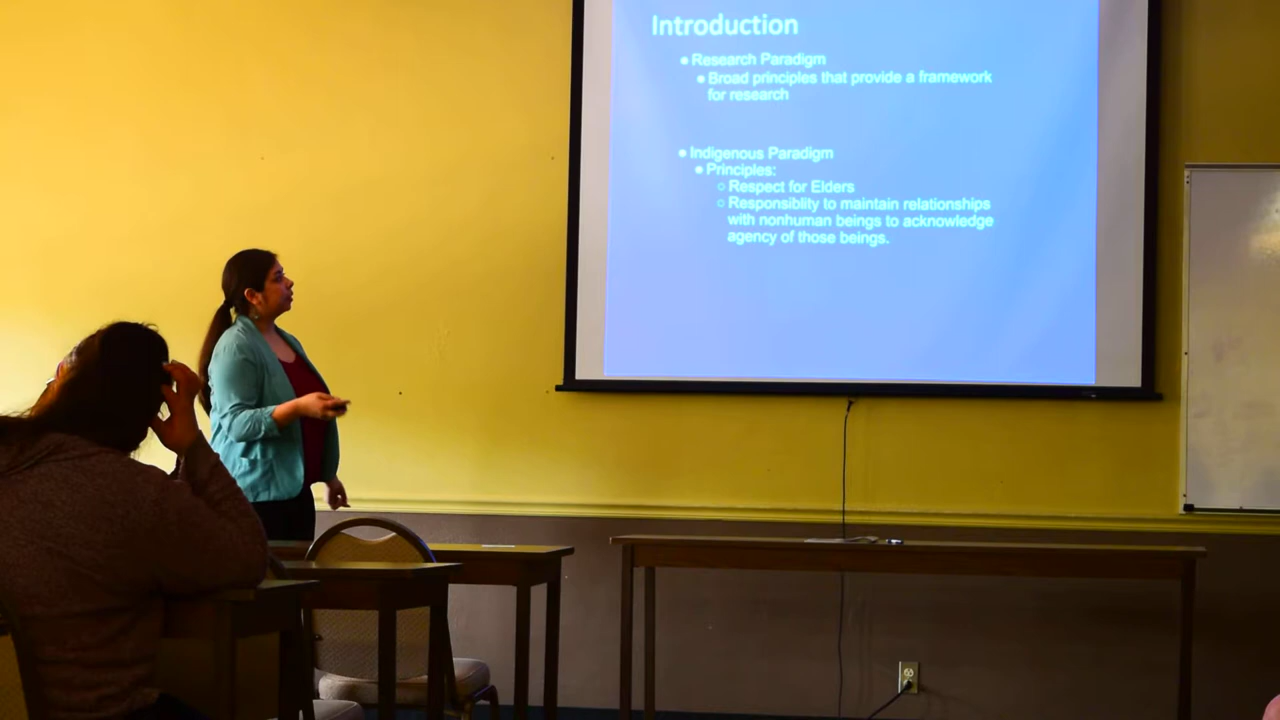 Introduction
Research Paradigm
Broad principles that provide a framework
for research
Indigenous Paradigm
Principles:
Respect for Elders
Responsiblity to maintain relationships
with nonhuman beings to acknowledge
agency of those beings.